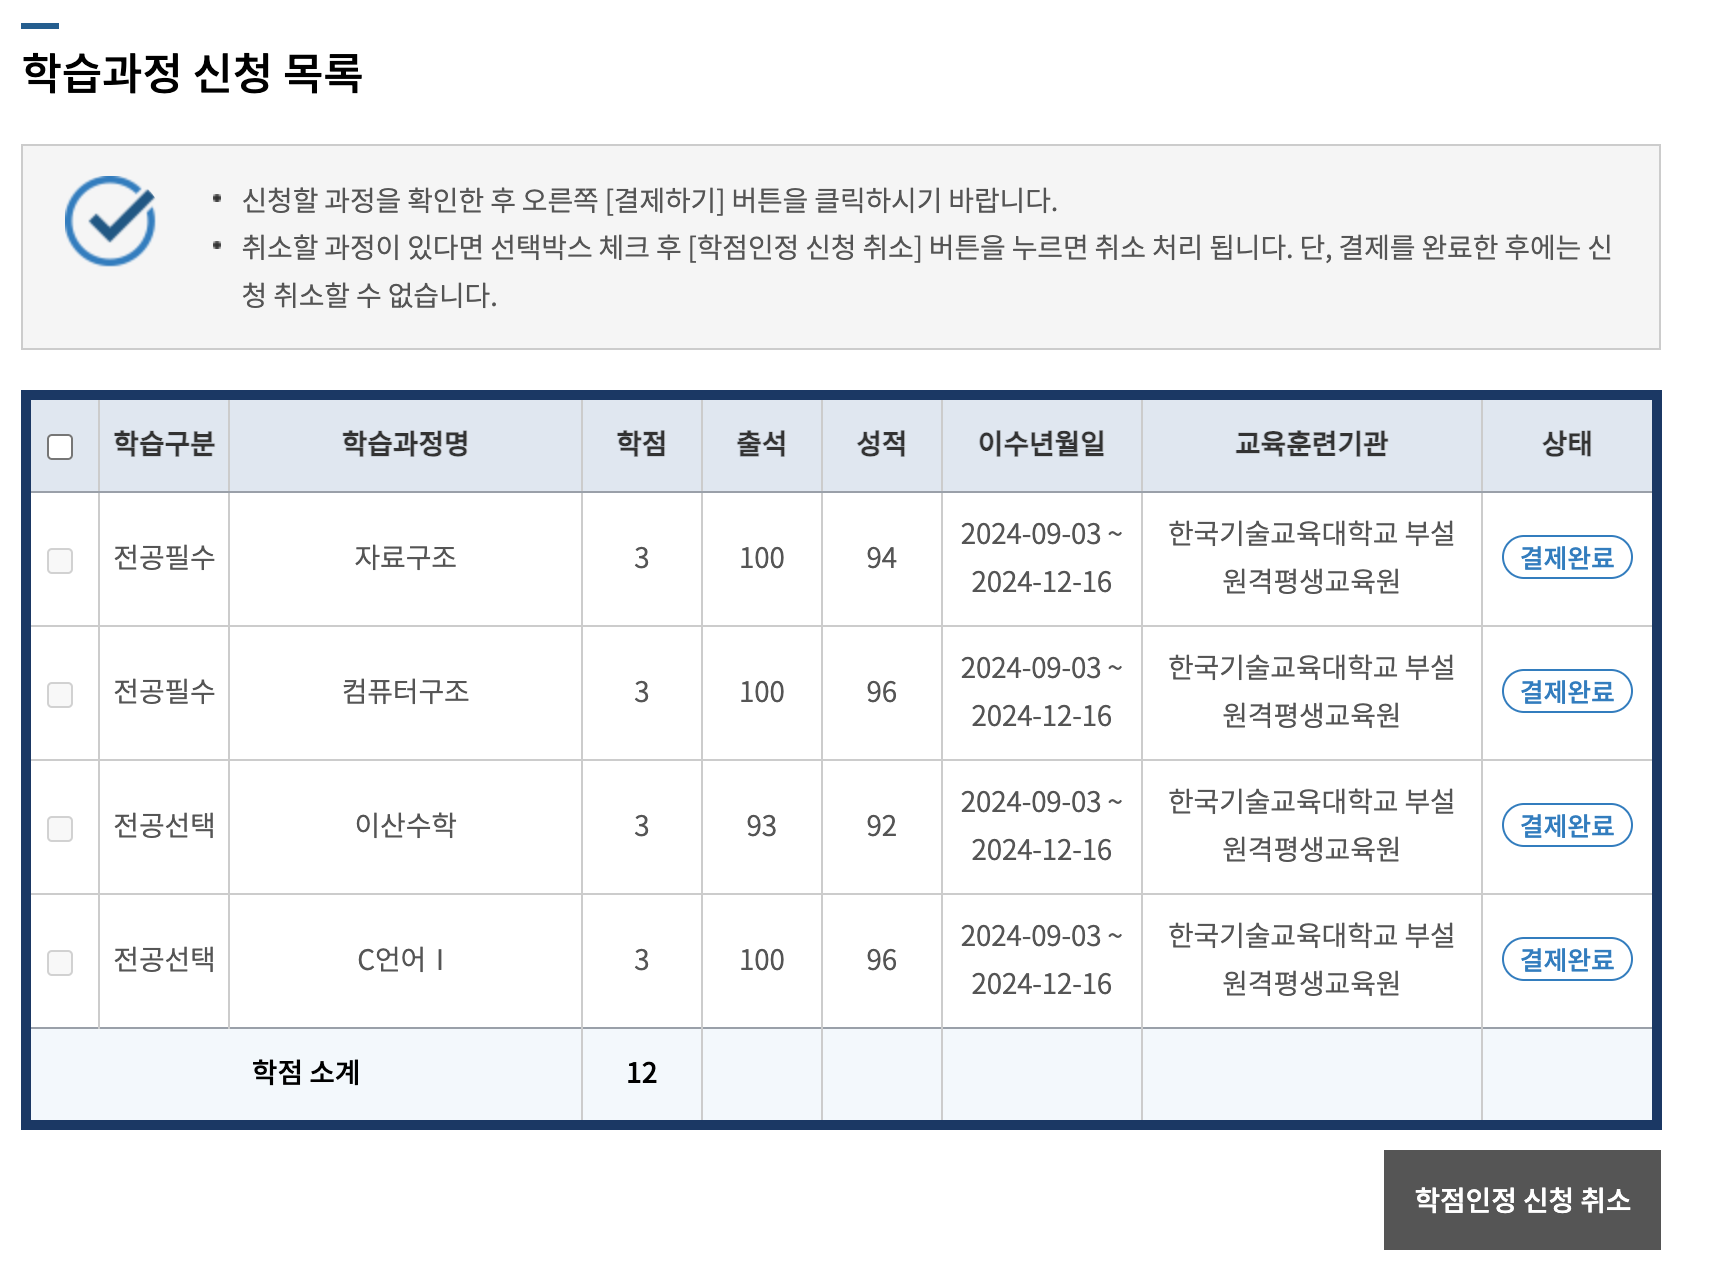 학습과정 신청 목록
• 신청할 과정을 확인한 후 오른쪽 [결제하기] 버튼을 클릭하시기 바랍니다.
• 취소할 과정이 있다면 선택박스 체크 후 [학점인정 신청 취소] 버튼을 누르면 취소 처리 됩니다. 단, 결제를 완료한 후에는 신
청 취소할 수 없습니다.
학습구분 학습과정명 학점 출석 성적 이수년월일 교육훈련기관 상태
전공필수 자료구조 3 100 94 2024-09-03 ~ 한국기술교육대학교 부설 결제완료
2024-12-16 원격평생교육원
전공필수 컴퓨터구조 3 100 96 2024-09-03 ~ 한국기술교육대학교 부설 결제완료
2024-12-16 원격평생교육원
전공선택 이산수학 3 93 92 2024-09-03 ~ 한국기술교육대학교 부설 결제완료
2024-12-16 원격평생교육원
전공선택 C언어 Ⅰ 3 100 96 2024-09-03 ~ 한국기술교육대학교 부설 결제완료
2024-12-16 원격평생교육원
학점 소계 12
학점인정 신청 취소